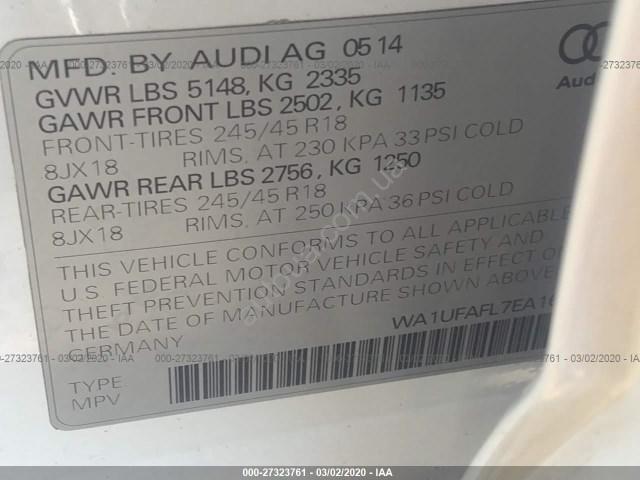 MFD. BY AUDI AG 05 14
GVWR LBS 5148, KG 2335
GAWR FRONT LBS 2502, KG 1135
FRONT-TIRES 245/45 R18
8JX18 RIMS, AT 230 KPA 33 PSI COLD
GAWR REAR LBS 2756, KG 1250
REAR-TIRES 245/45 R18
8JX18 RIMS, AT 250 KPA 36 PSI COLD
THIS VEHICLE CONFORMS TO ALL APPLICABLE
U.S. FEDERAL MOTOR VEHICLE SAFETY AND
THEFT PREVENTION STANDARDS IN EFFECT ON
THE DATE OF MANUFACTURE SHOWN ABOVE.
GERMANY WA1UFAFL7EA1
TYPE
MPV
000-27323761 - 03/02/2020 - IAA